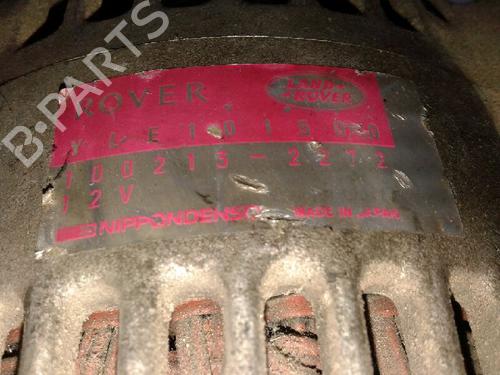 B-PARTS
ROVER
LAND
ROVER
YLE101500
100213-2272
12V
NIPPONDENSO
MADE IN JAPAN